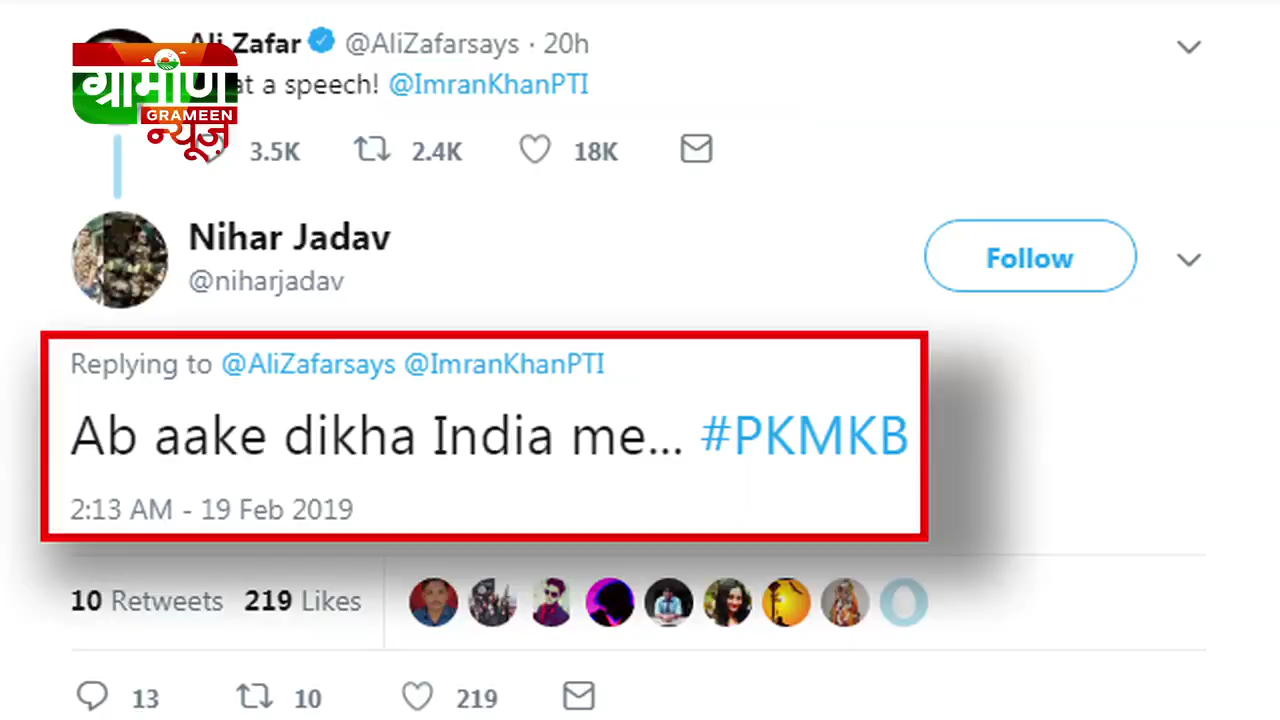 Ali Zafar @AliZafarsays · 20h
at a speech! @ImranKhanPTI
ग्रामीण
GRAMEEN
न्यूज़
3.5K 2.4K 18K
Nihar Jadav
@niharjadav
Follow
Replying to @AliZafarsays @ImranKhanPTI
Ab aake dikha India me... #PKMKB
2:13 AM - 19 Feb 2019
10 Retweets 219 Likes
13 10 219